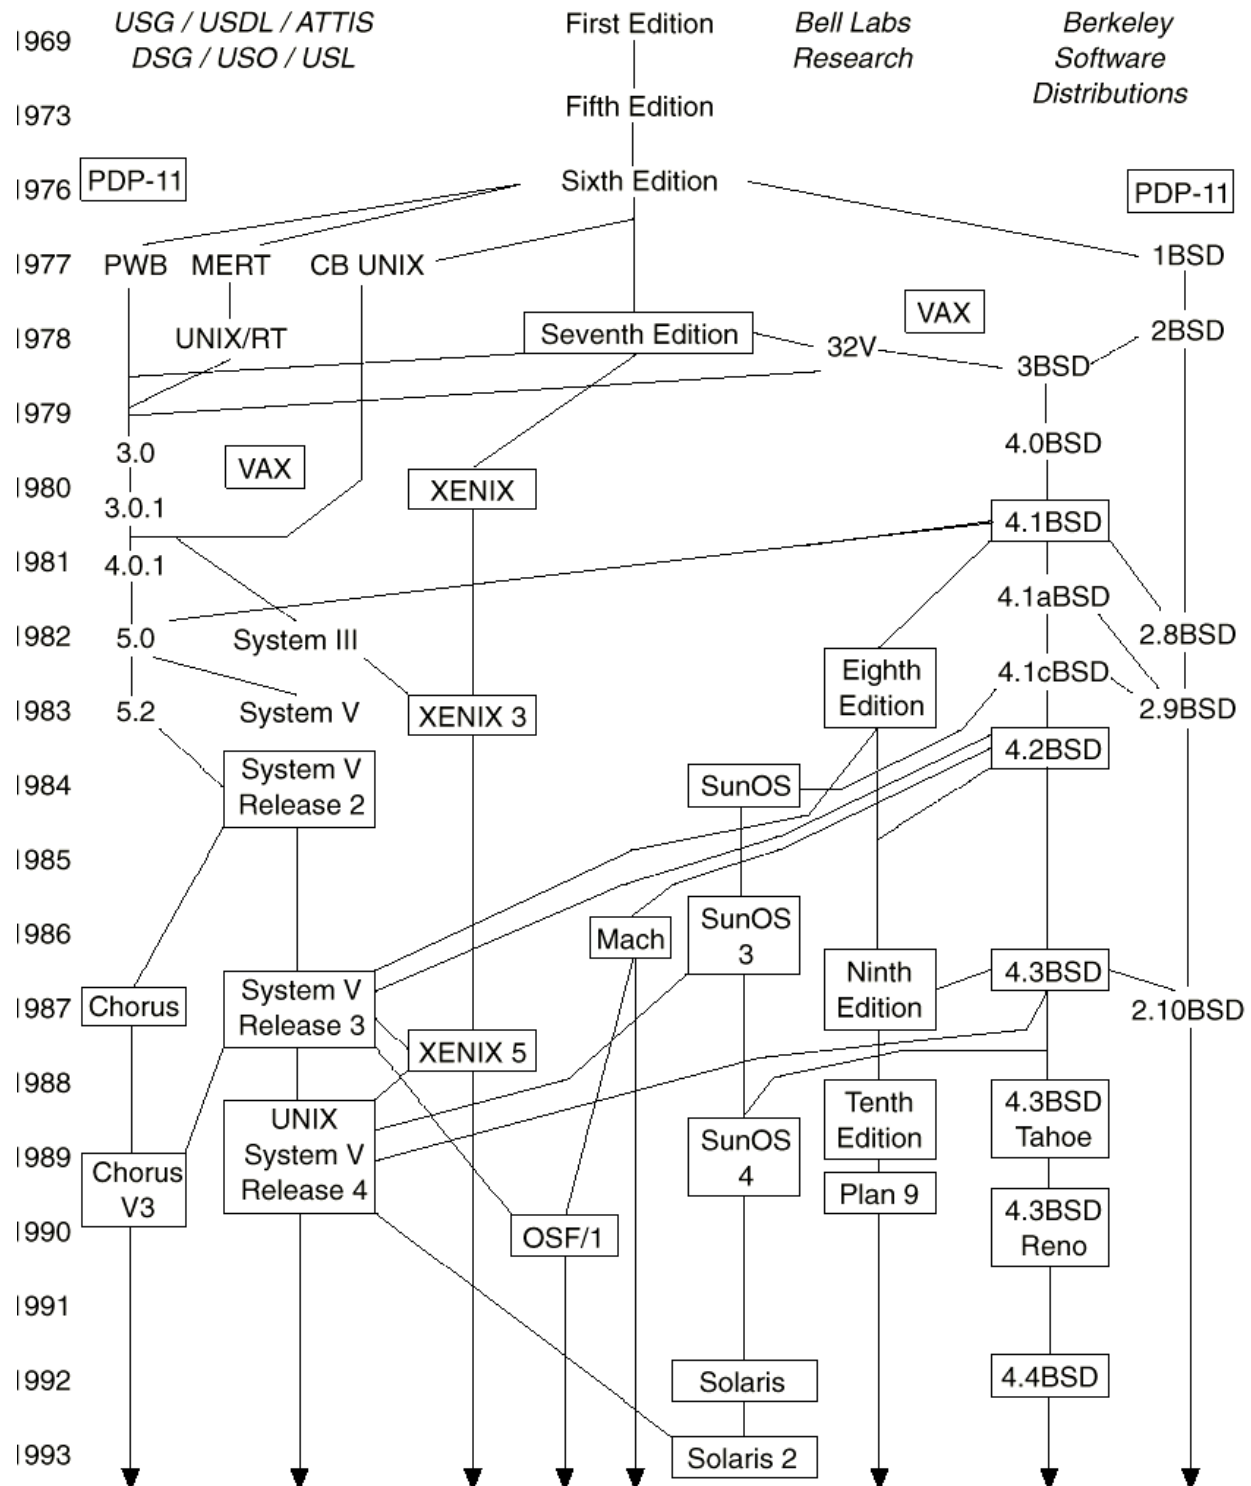 USG / USDL / ATTIS
DSG / USO / USL
First Edition
Bell Labs
Research
Berkeley
Software
Distributions
1969
Fifth Edition
1973
PDP-11
Sixth Edition
1976
PDP-11
1977
PWB
MERT
CB UNIX
1BSD
VAX
1978
UNIX/RT
Seventh Edition
32V
2BSD
3BSD
1979
3.0
VAX
4.0BSD
1980
XENIX
3.0.1
4.1BSD
1981
4.0.1
4.1aBSD
1982
5.0
System III
2.8BSD
Eighth
Edition
4.1cBSD
1983
5.2
System V
XENIX 3
2.9BSD
4.2BSD
System V
Release 2
1984
SunOS
1985
1986
Mach
SunOS
3
Ninth
Edition
4.3BSD
1987
Chorus
System V
Release 3
2.10BSD
XENIX 5
1988
UNIX
System V
Release 4
Tenth
Edition
4.3BSD
Tahoe
1989
SunOS
4
Chorus
V3
Plan 9
4.3BSD
Reno
1990
OSF/1
1991
1992
Solaris
4.4BSD
1993
Solaris 2